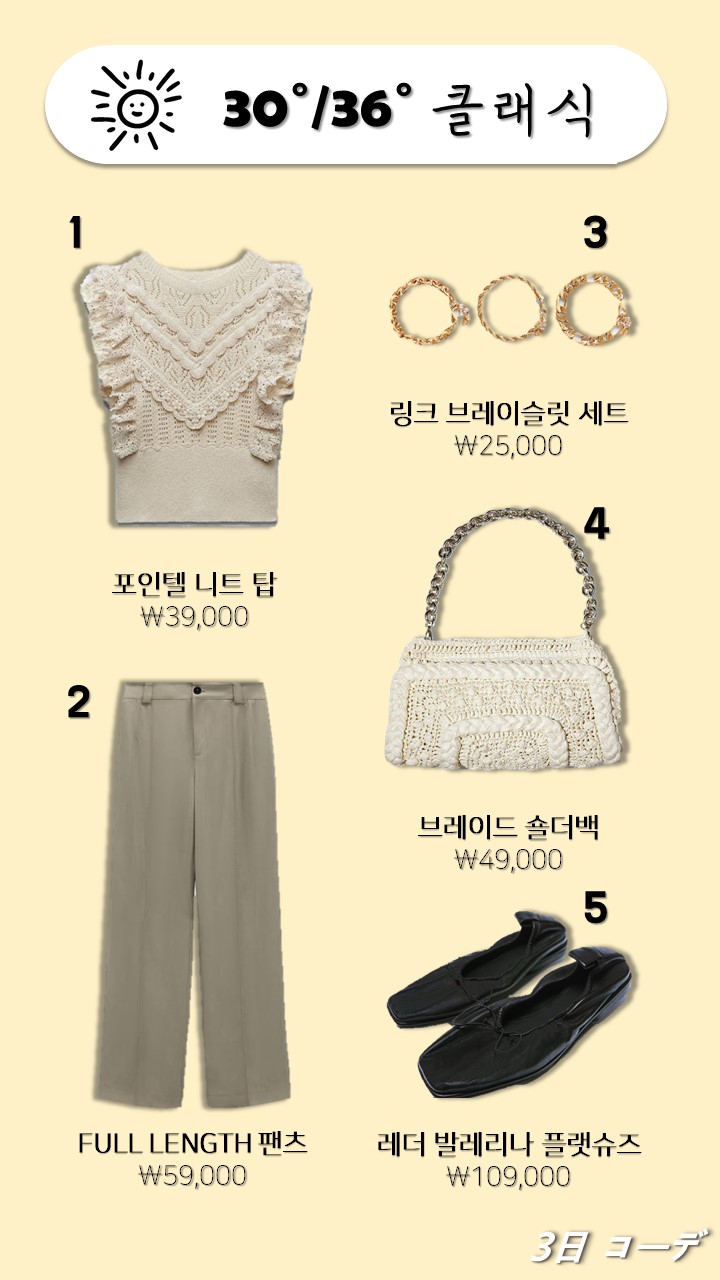 30°/36° 클래식
1
포인텔 니트 탑
₩39,000
2
FULL LENGTH 팬츠
₩59,000
3
링크 브레이슬릿 세트
₩25,000
4
브레이드 숄더백
₩49,000
5
레더 발레리나 플랫슈즈
₩109,000
3日 コーデ